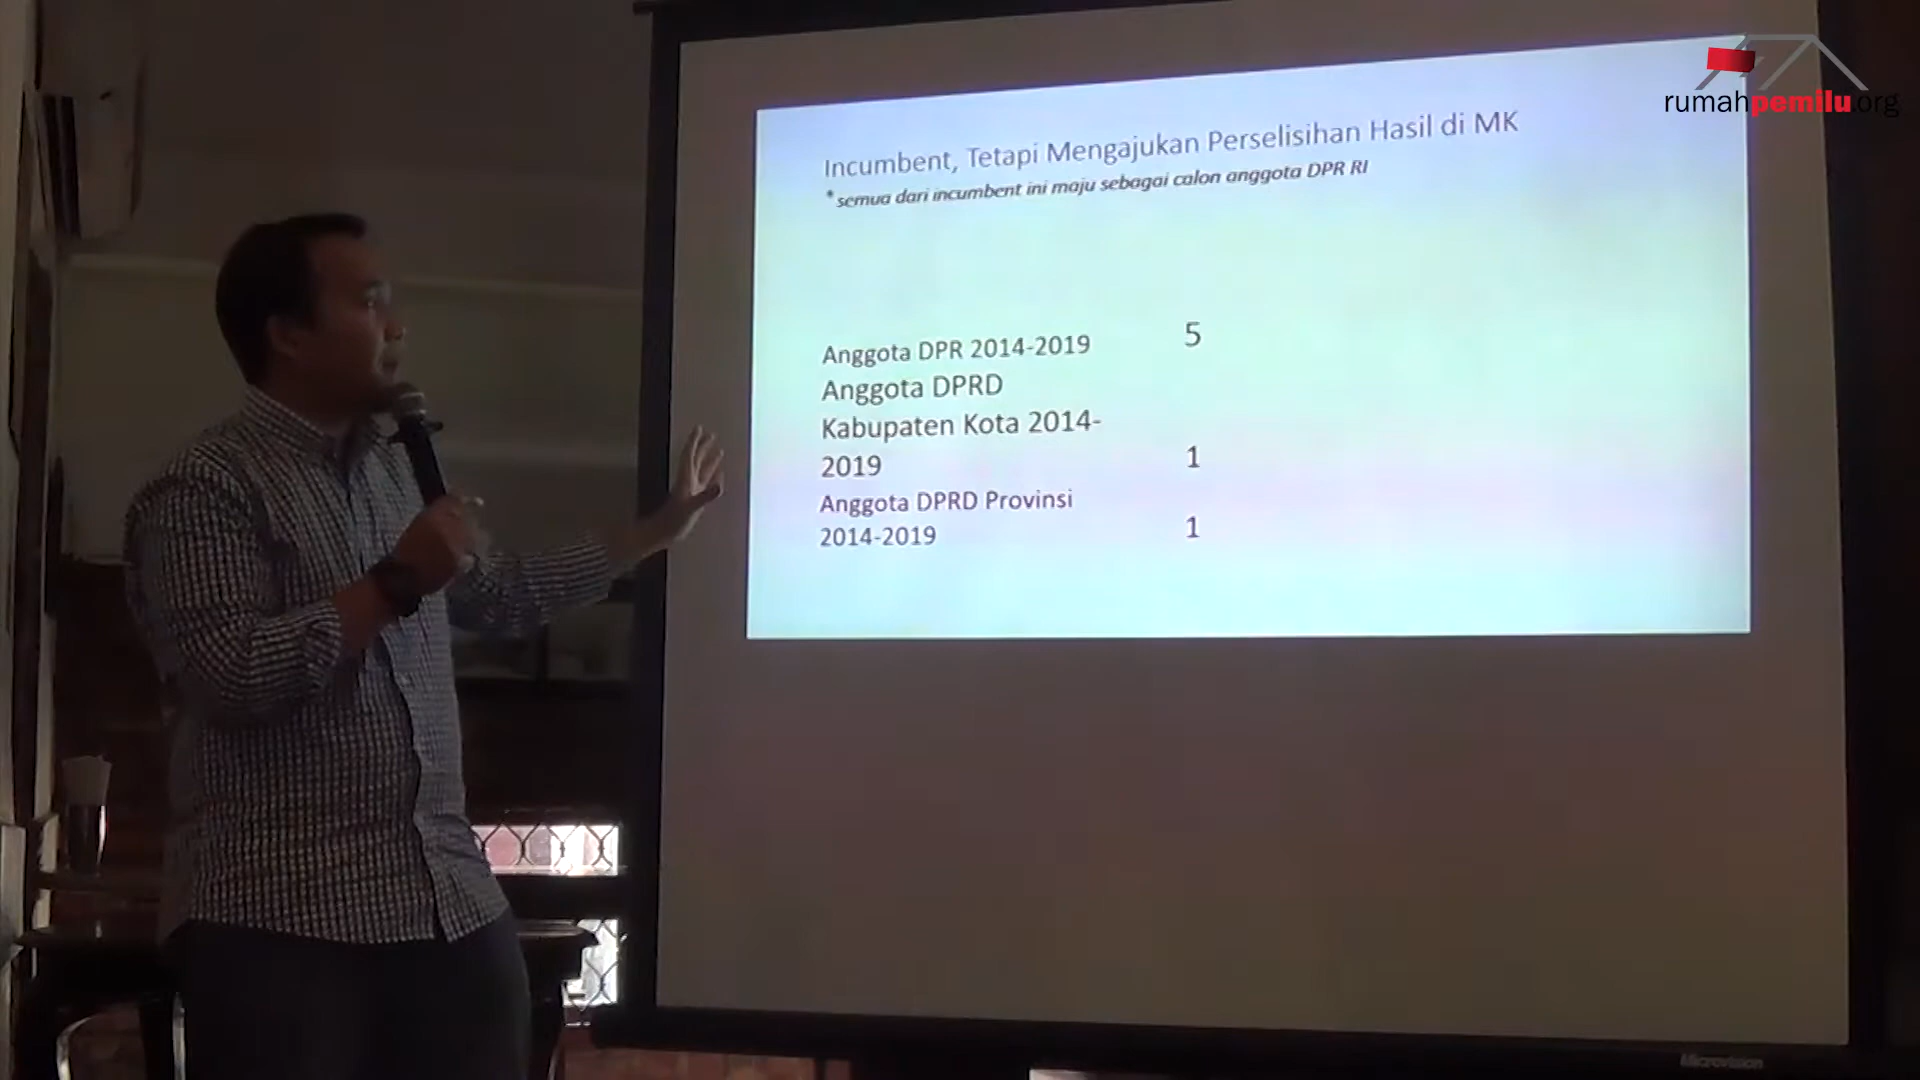 rumahpemilu.org
Incumbent, Tetapi Mengajukan Perselisihan Hasil di MK
* semua dari incumbent ini maju sebagai calon anggota DPR RI
Anggota DPR 2014-2019 5
Anggota DPRD
Kabupaten Kota 2014-
2019 1
Anggota DPRD Provinsi
2014-2019 1
Microvision